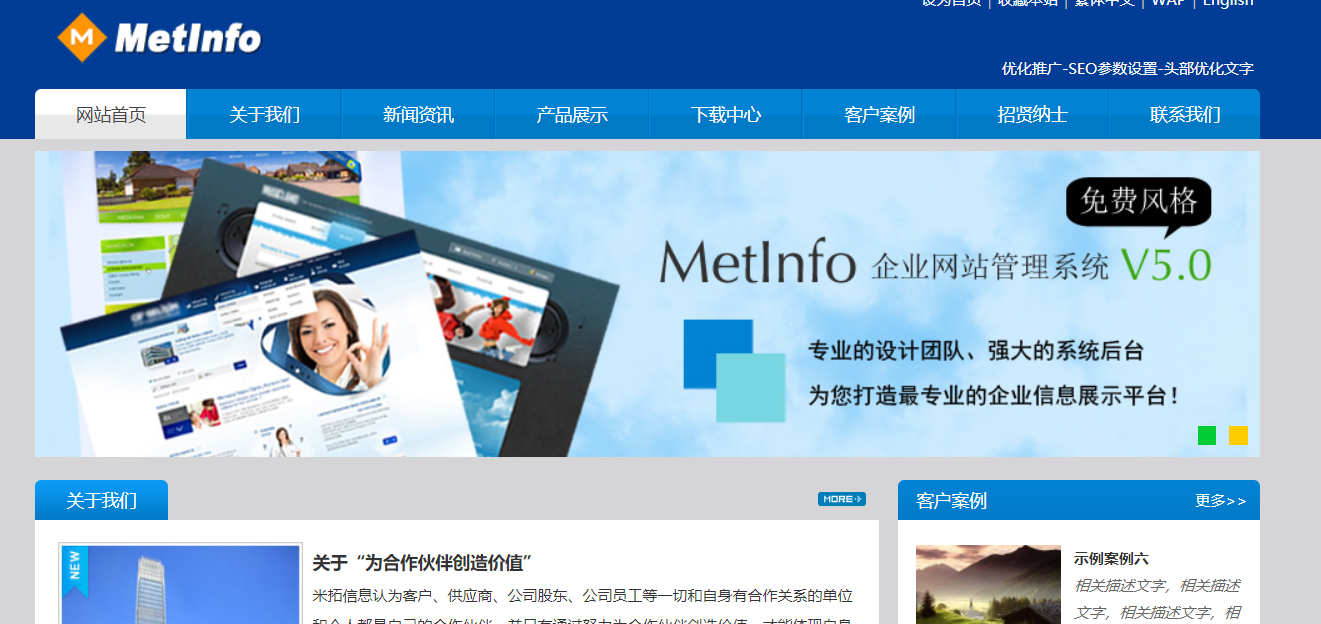 设为首页 | 收藏本站 | 繁体中文 | WAP | English
M MetInfo
优化推广-SEO参数设置-头部优化文字
网站首页 关于我们 新闻资讯 产品展示 下载中心 客户案例 招贤纳士 联系我们
免费风格
MetInfo 企业网站管理系统 V5.0
专业的设计团队、强大的系统后台
为您打造最专业的企业信息展示平台!
关于我们 MORE
客户案例 更多>>
NEW
关于“为合作伙伴创造价值”
米拓信息认为客户、供应商、公司股东、公司员工等一切和自身有合作关系的单位
和个人都是自己的合作伙伴，并只有通过努力为合作伙伴创造价值，才能体现自身
示例案例六
相关描述文字，相关描述
文字，相关描述文字，相